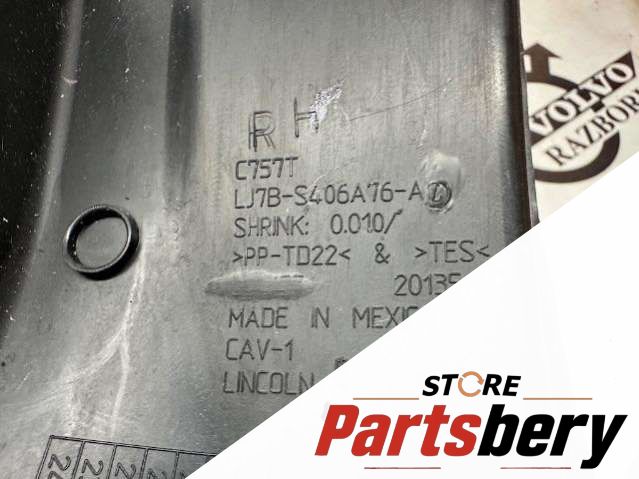 RH
C757T
LJ7B-S406A76-A
SHRINK: 0.010/
>PP-TD22< & >TES<
20135
MADE IN MEXIC
CAV-1
LINCOLN
VOLVO
RAZBOR
STORE
Partsbery